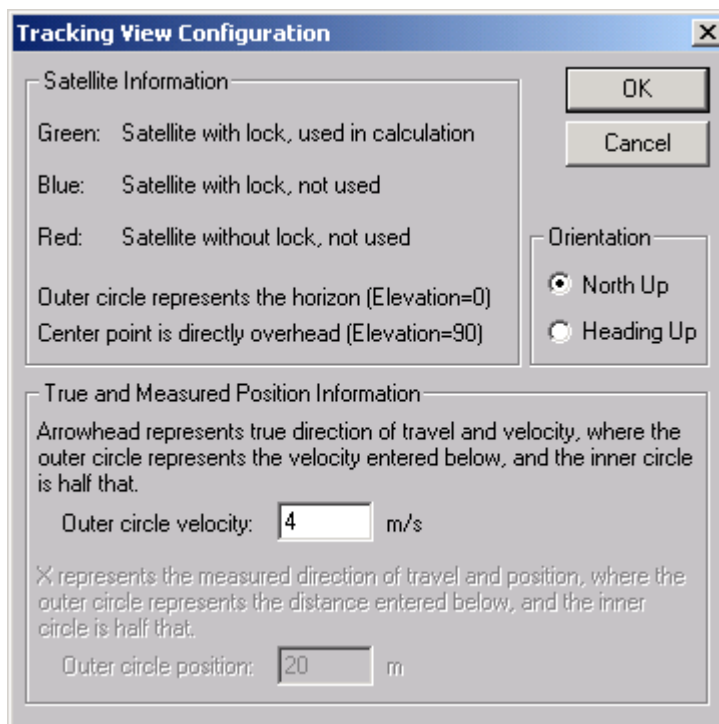 Tracking View Configuration
Satellite Information
Green: Satellite with lock, used in calculation
Blue: Satellite with lock, not used
Red: Satellite without lock, not used
Outer circle represents the horizon (Elevation=0)
Center point is directly overhead (Elevation=90)
OK
Cancel
Orientation
North Up
Heading Up
True and Measured Position Information
Arrowhead represents true direction of travel and velocity, where the
outer circle represents the velocity entered below, and the inner circle
is half that.
Outer circle velocity: 4 m/s
X represents the measured direction of travel and position, where the
outer circle represents the distance entered below, and the inner
circle is half that.
Outer circle position: 20 m